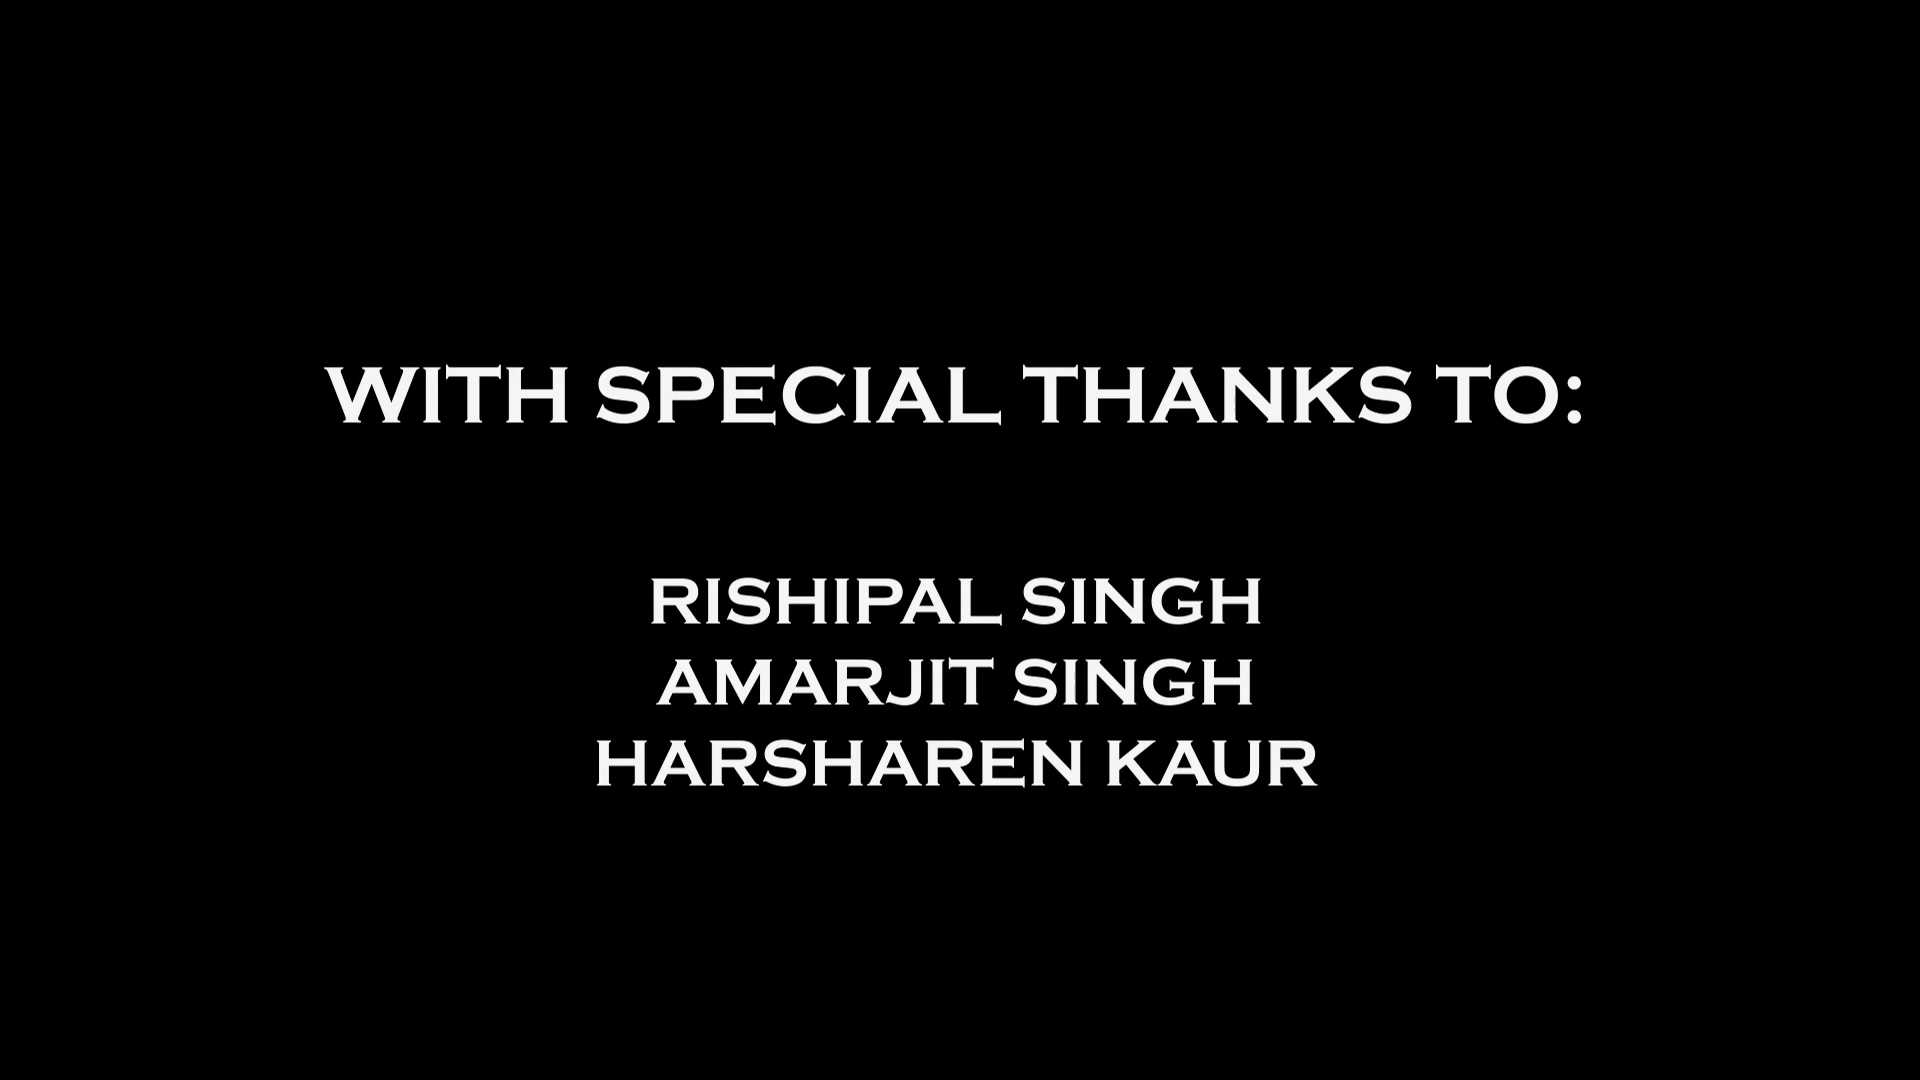 WITH SPECIAL THANKS TO:
RISHIPAL SINGH
AMARJIT SINGH
HARSHAREN KAUR